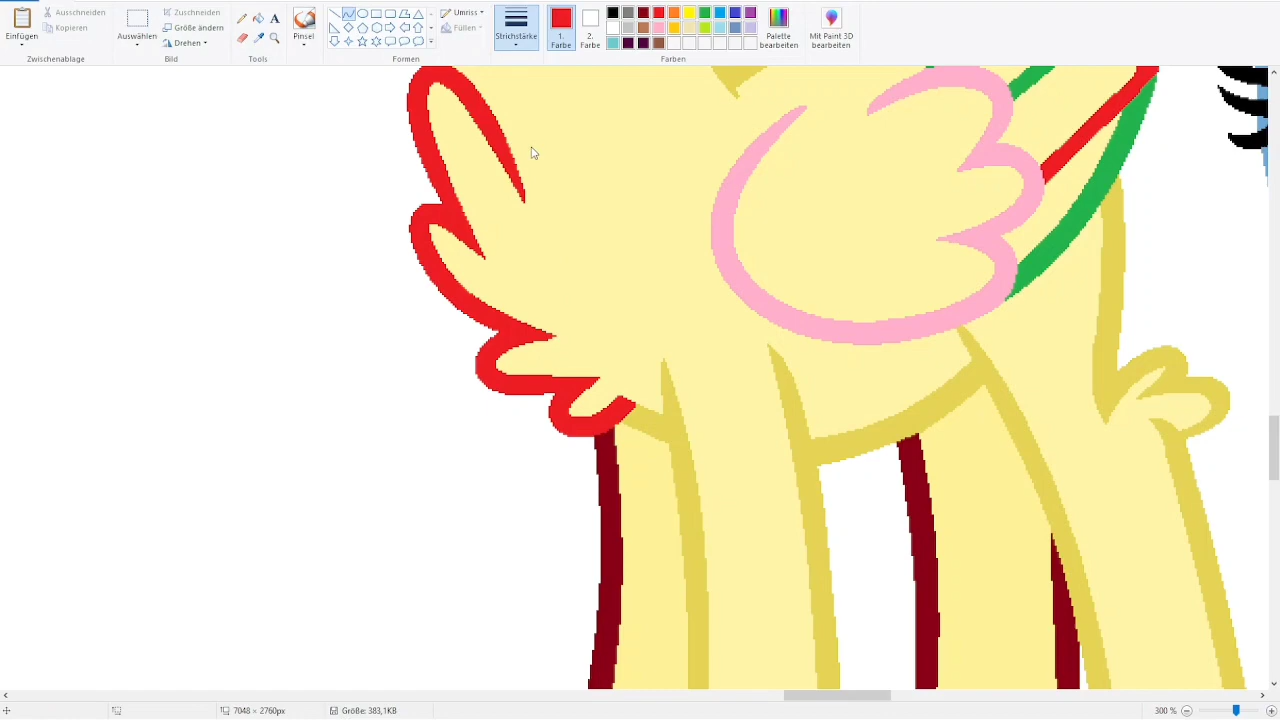 Ausschneiden
Kopieren
Einfügen
Zwischenablage
Auswählen
Zuschneiden
Größe ändern
Drehen
Bild
A
Tools
Pinsel
Umriss
Füllen
Formen
Strichstärke
1.
Farbe
2.
Farbe
Palette
bearbeiten
Mit Paint 3D
bearbeiten
Farben
7048 × 2760px
Größe: 383,1KB
300 %